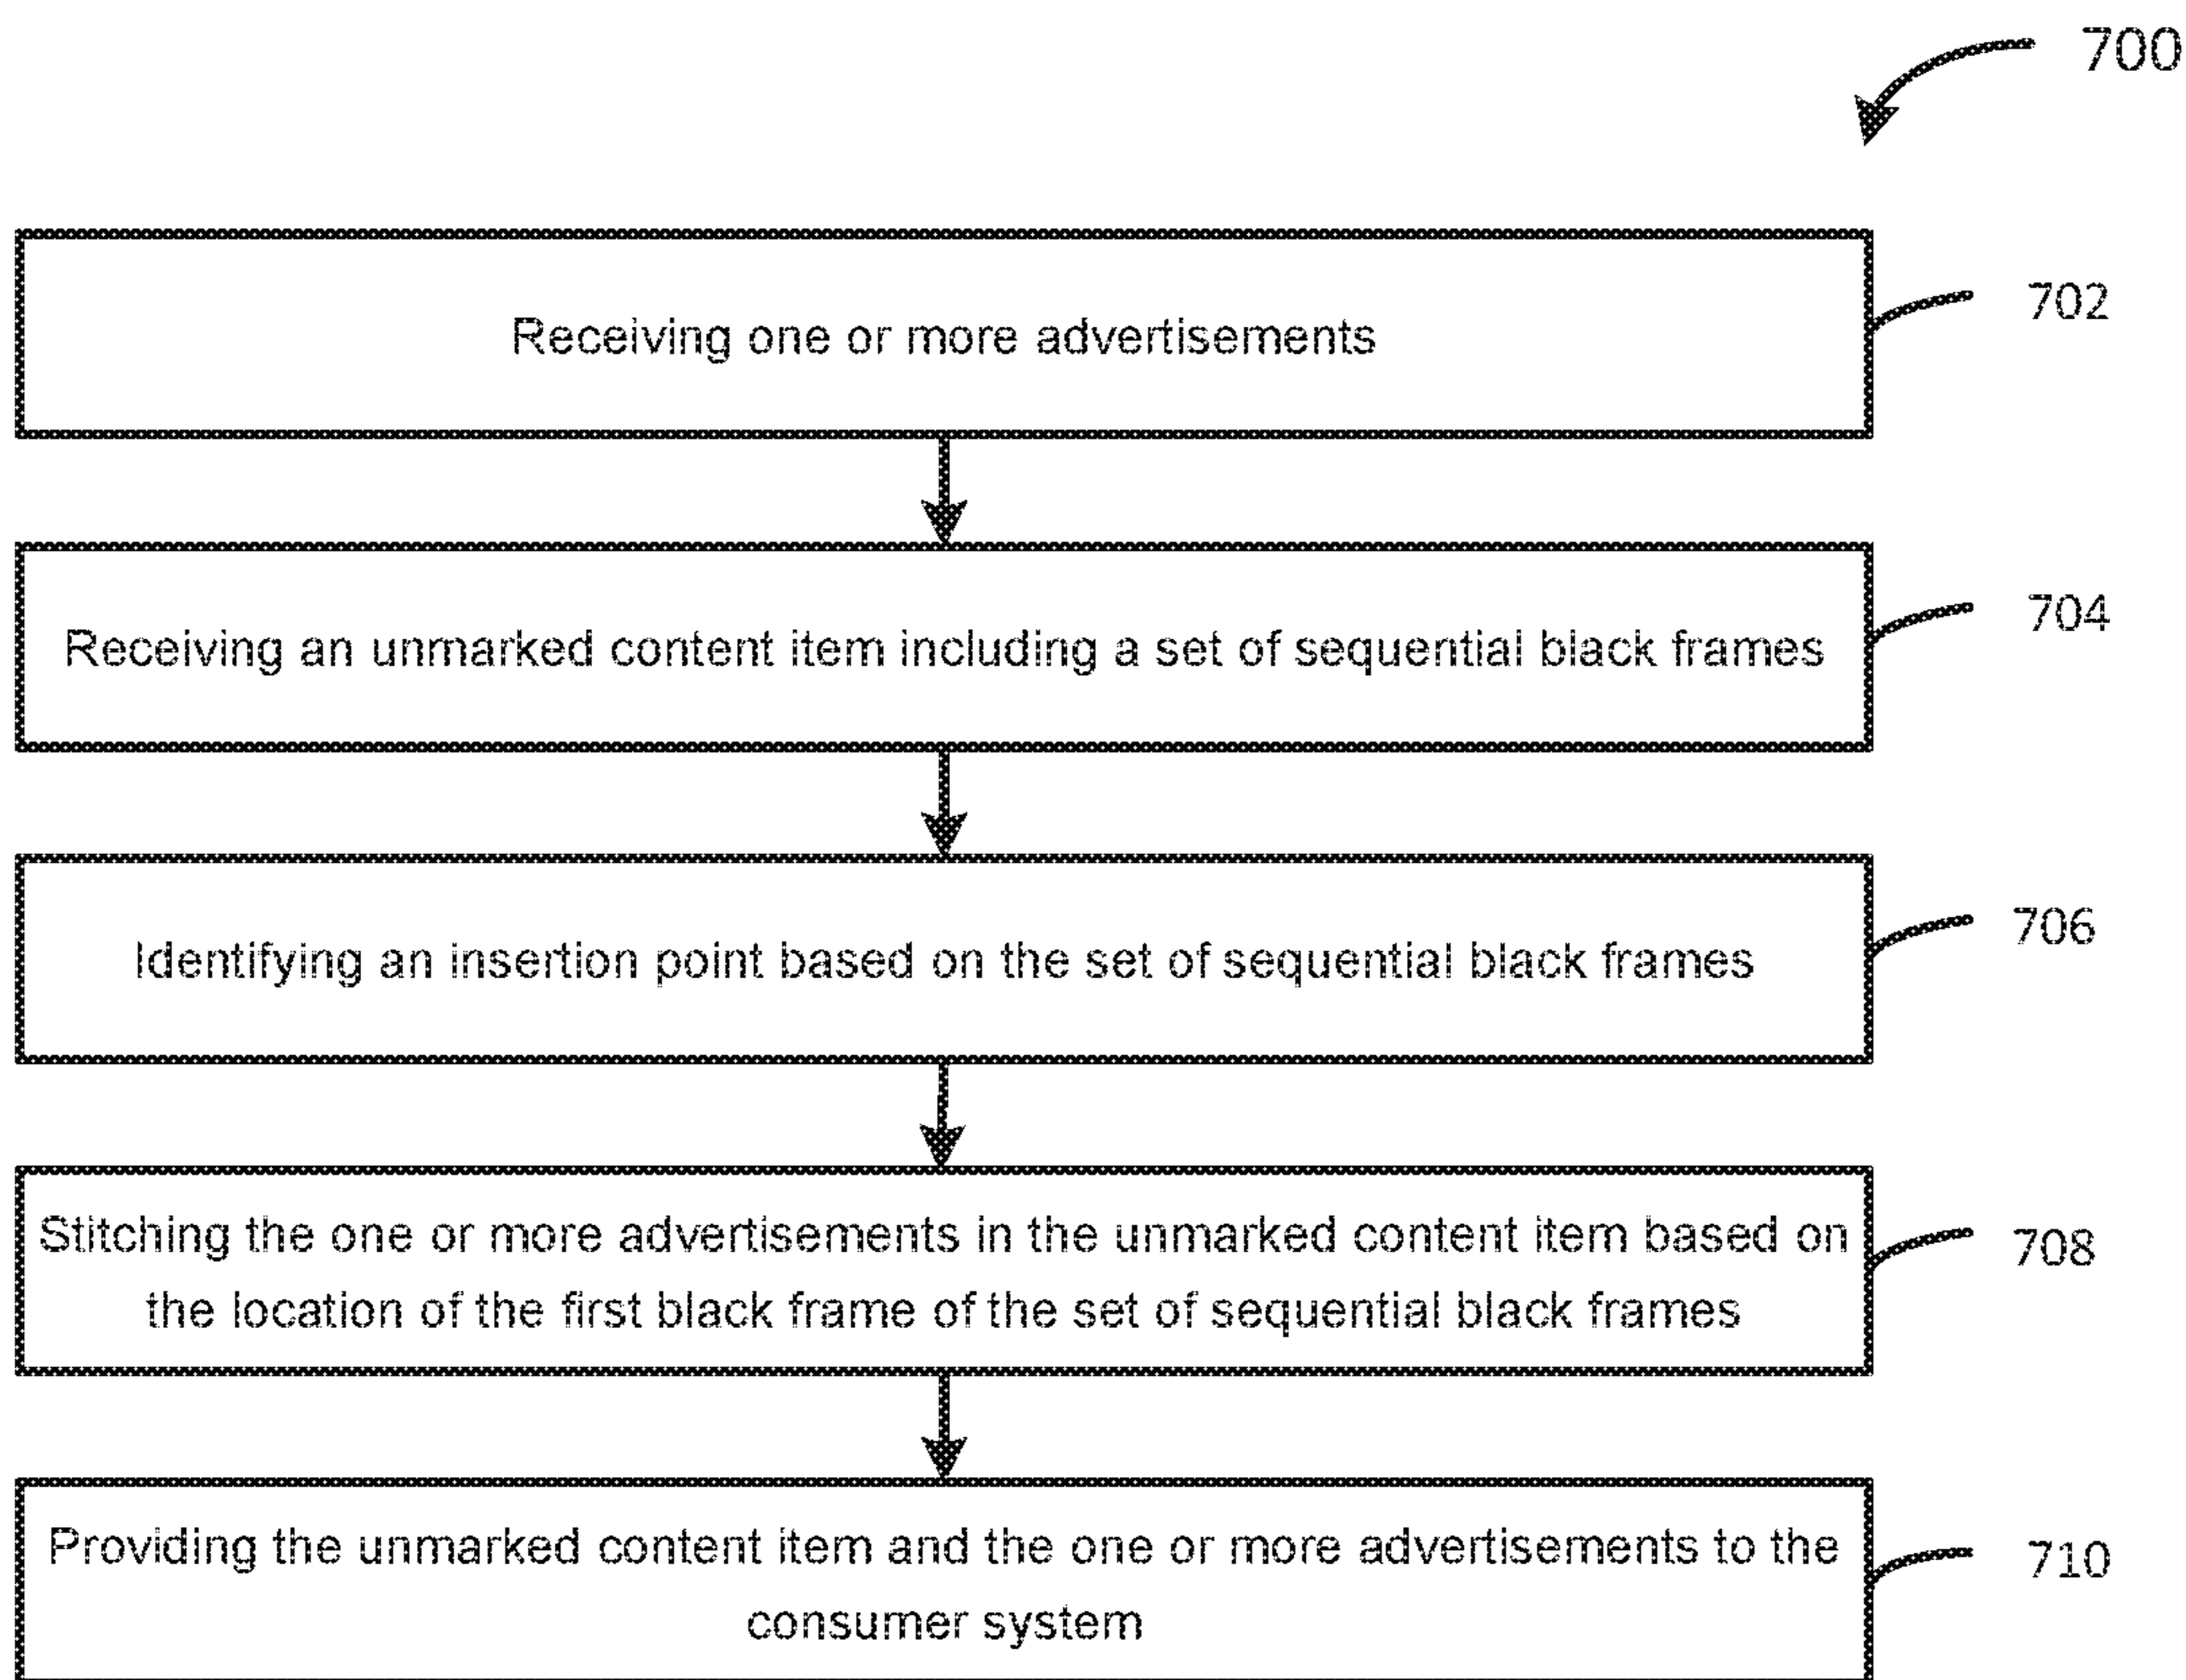 700
Receiving one or more advertisements
702
Receiving an unmarked content item including a set of sequential black frames
704
Identifying an insertion point based on the set of sequential black frames
706
Stitching the one or more advertisements in the unmarked content item based on
the location of the first black frame of the set of sequential black frames
708
Providing the unmarked content item and the one or more advertisements to the
consumer system
710